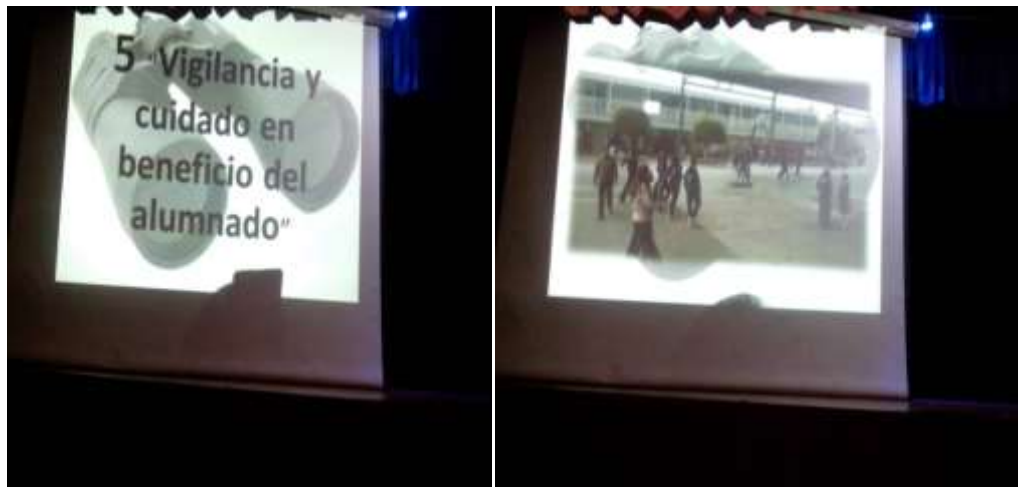 5 "Vigilancia y
cuidado en
beneficio del
alumnado"